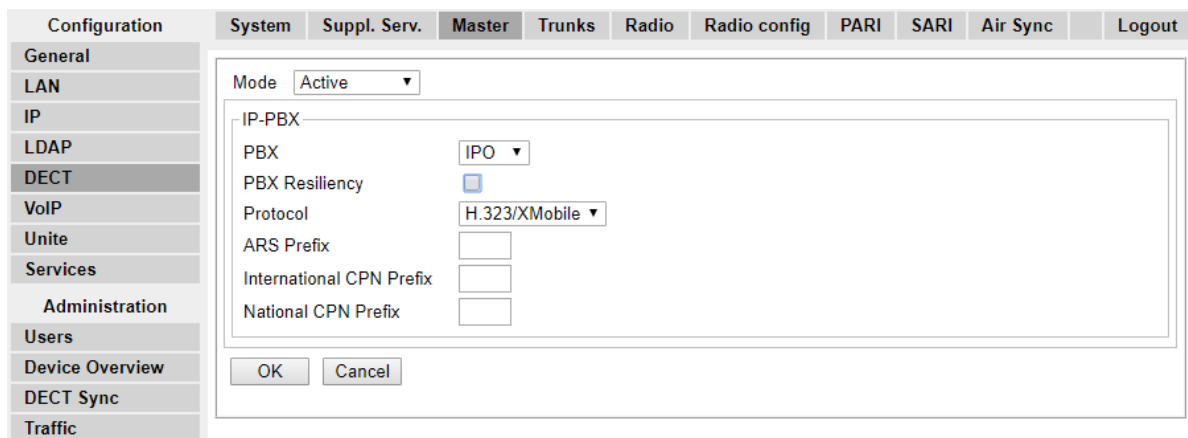 Configuration
System Suppl. Serv. Master Trunks Radio Radio config PARI SARI Air Sync Logout
General
LAN
IP
LDAP
DECT
VoIP
Unite
Services
Administration
Users
Device Overview
DECT Sync
Traffic
Mode Active
IP-PBX
PBX IPO
PBX Resiliency
Protocol H.323/XMobile
ARS Prefix
International CPN Prefix
National CPN Prefix
OK Cancel